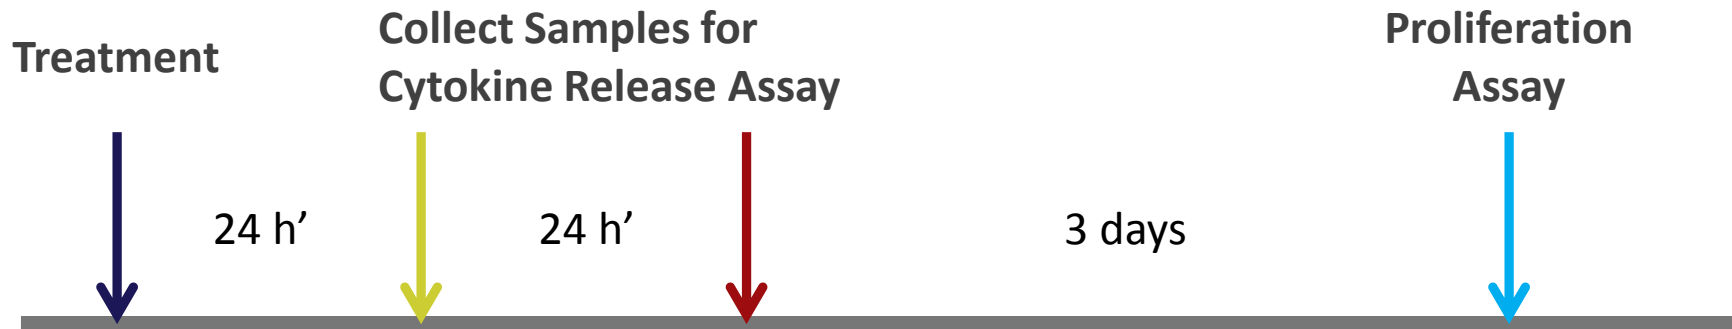 Treatment
Collect Samples for
Cytokine Release Assay
Proliferation
Assay
24 h’
24 h’
3 days